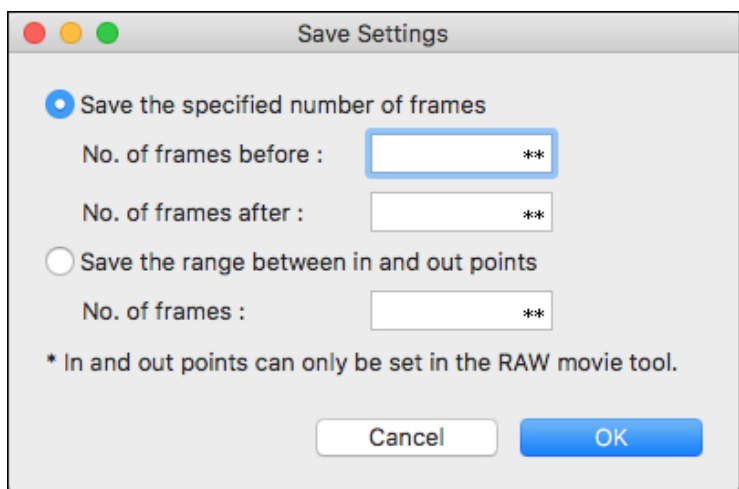 Save Settings
Save the specified number of frames
No. of frames before : **
No. of frames after : **
Save the range between in and out points
No. of frames : **
* In and out points can only be set in the RAW movie tool.
Cancel OK